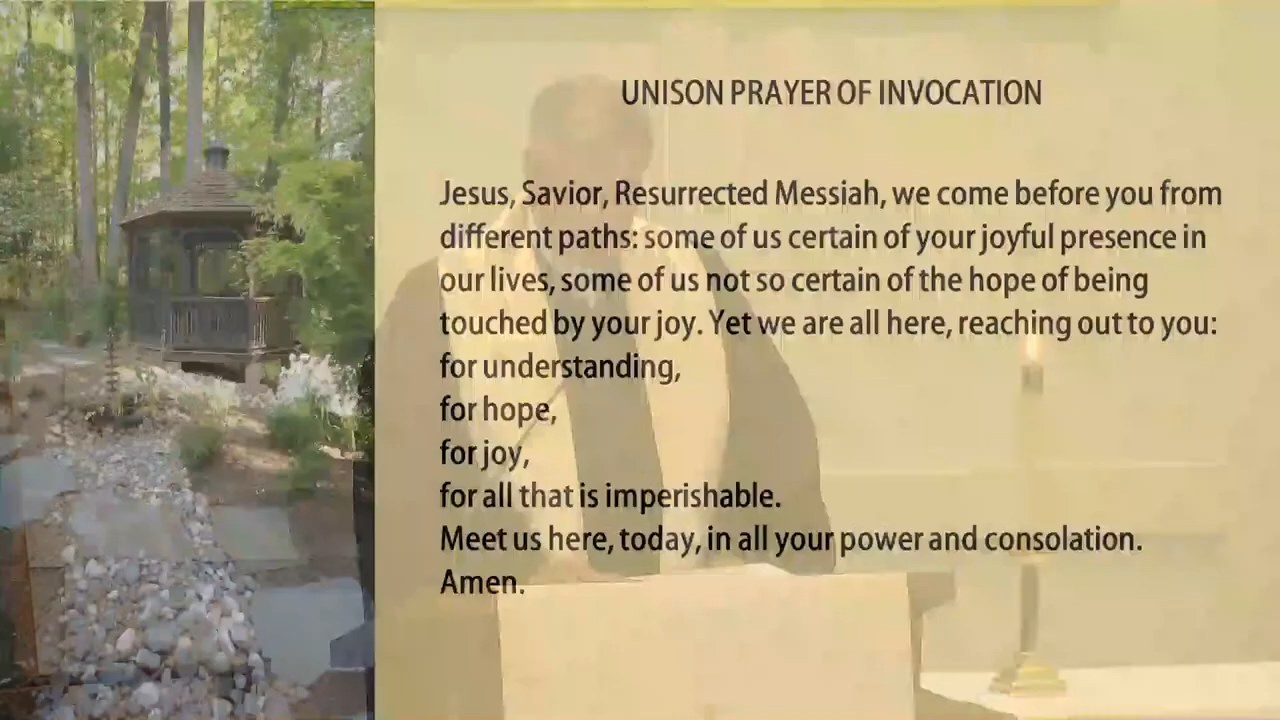 UNISON PRAYER OF INVOCATION
Jesus, Savior, Resurrected Messiah, we come before you from
different paths: some of us certain of your joyful presence in
our lives, some of us not so certain of the hope of being
touched by your joy. Yet we are all here, reaching out to you:
for understanding,
for hope,
for joy,
for all that is imperishable.
Meet us here, today, in all your power and consolation.
Amen.